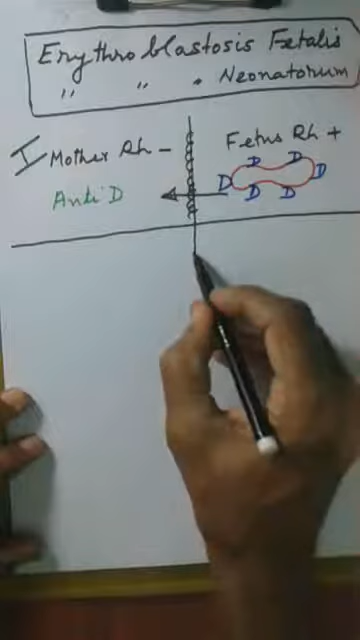 Erythroblastosis Fetalis
" " . Neonatorum
I Mother Rh - Fetus Rh +
Anti D D D D D D D